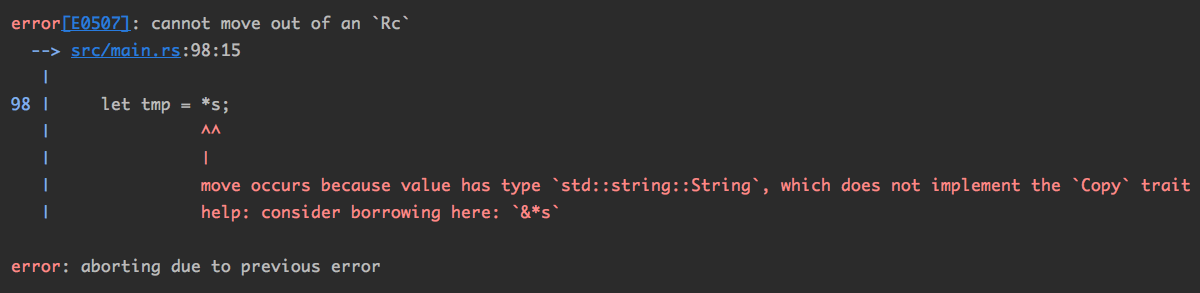 error[E0507]: cannot move out of an `Rc`
  --> src/main.rs:98:15
   |
98 |     let tmp = *s;
   |               ^^
   |               |
   |               move occurs because value has type `std::string::String`, which does not implement the `Copy` trait
   |               help: consider borrowing here: `&*s`

error: aborting due to previous error